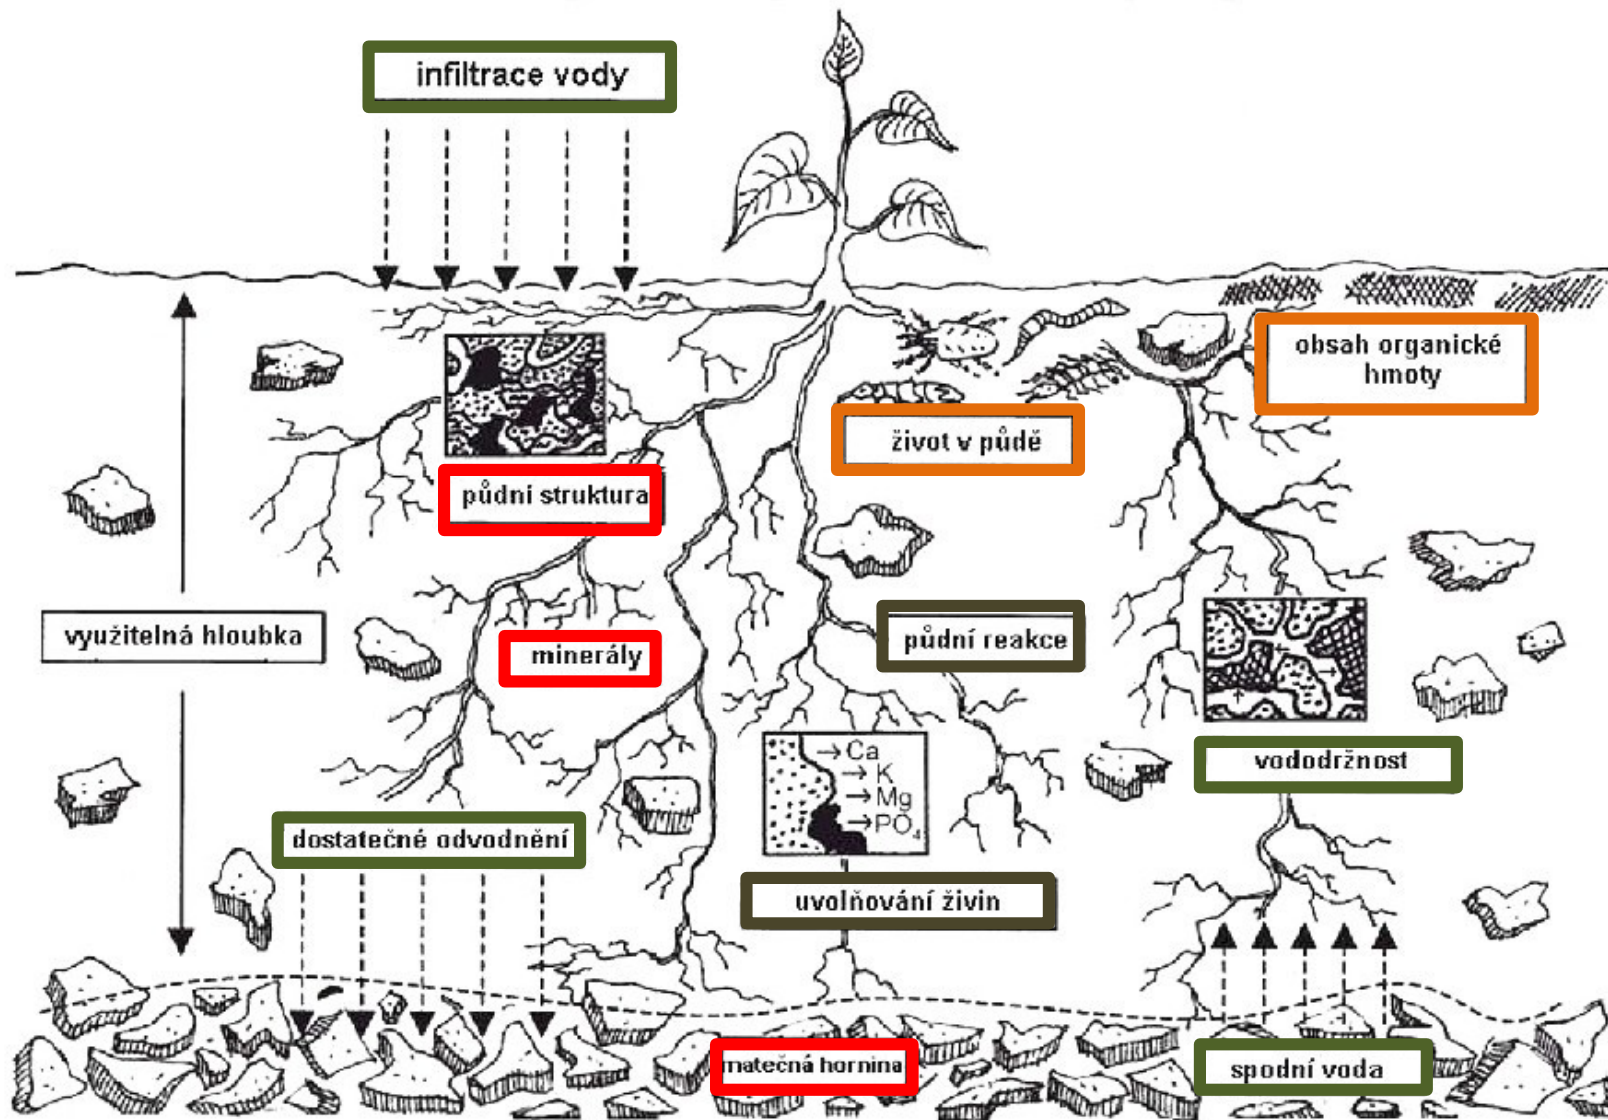 infiltrace vody
obsah organické
hmoty
život v půdě
půdní struktura
využitelná hloubka
minerály
půdní reakce
Ca
K
Mg
PO₄
vododržnost
dostatečné odvodnění
uvolňování živin
matečná hornina
spodní voda